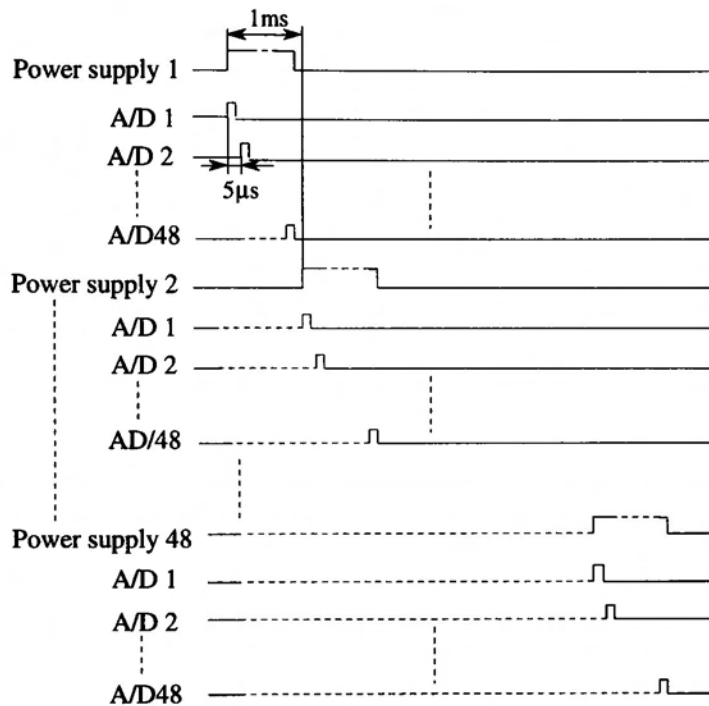 1ms
Power supply 1
A/D 1
A/D 2
5μs
A/D48
Power supply 2
A/D 1
A/D 2
AD/48
Power supply 48
A/D 1
A/D 2
A/D48